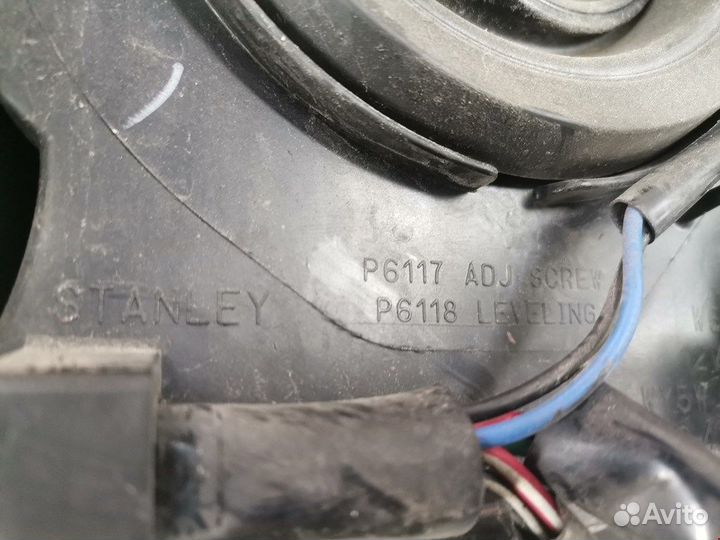 P6117 ADJ SCREW
STANLEY
P6118 LEVELING
Avito